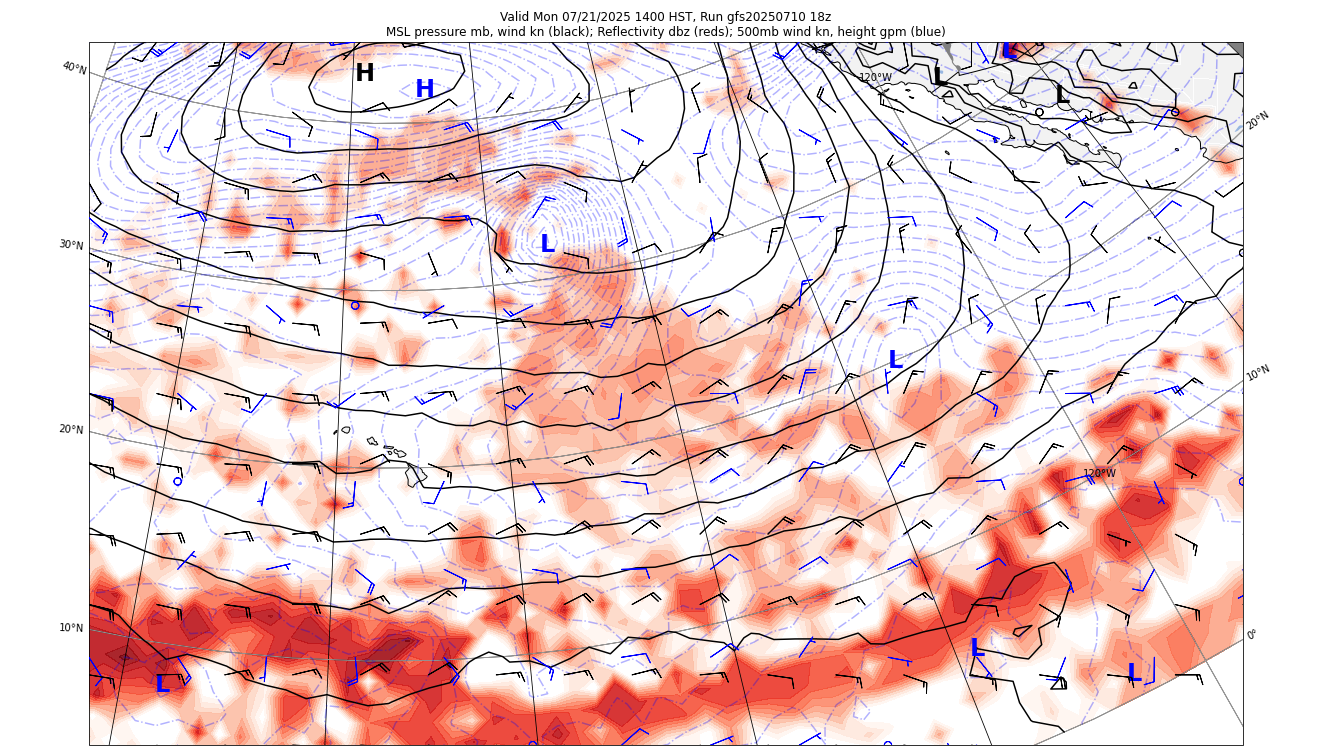 Valid Mon 07/21/2025 1400 HST, Run gfs20250710 18z
MSL pressure mb, wind kn (black); Reflectivity dbz (reds); 500mb wind kn, height gpm (blue)
L
40°N
H
H
120°W
L
L
20°N
30°N
L
L
10°N
20°N
120°W
10°N
0°
L
L
L